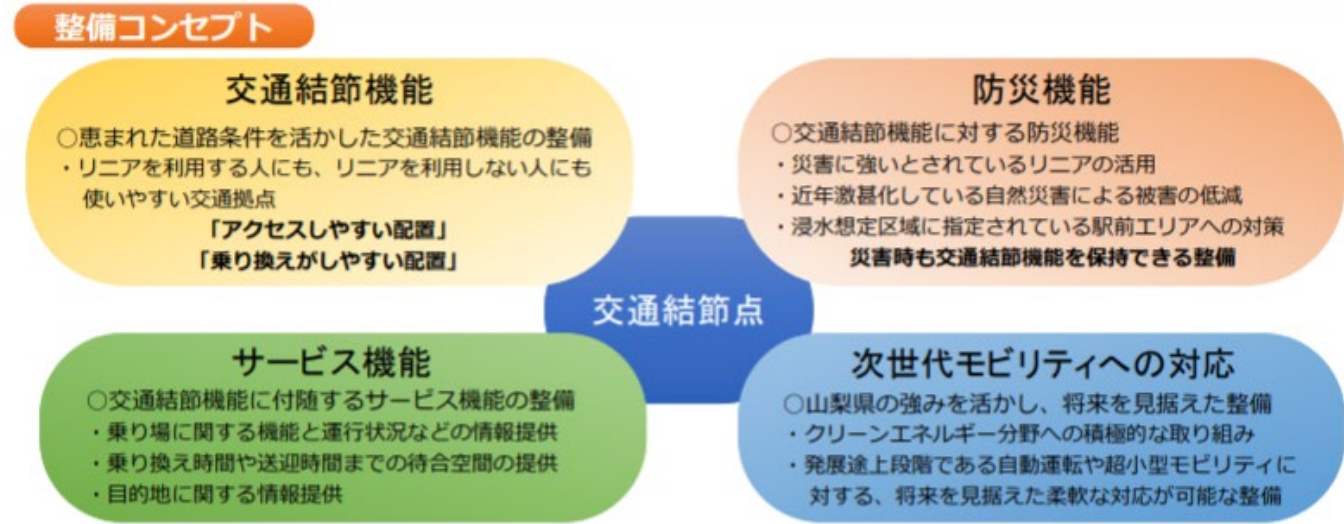 整備コンセプト
交通結節機能
○恵まれた道路条件を活かした交通結節機能の整備
・リニアを利用する人にも、リニアを利用しない人にも
使いやすい交通拠点
「アクセスしやすい配置」
「乗り換えがしやすい配置」
防災機能
○交通結節機能に対する防災機能
・災害に強いとされているリニアの活用
・近年激甚化している自然災害による被害の低減
・浸水想定区域に指定されている駅前エリアへの対策
災害時も交通結節機能を保持できる整備
交通結節点
サービス機能
○交通結節機能に付随するサービス機能の整備
・乗り場に関する機能と運行状況などの情報提供
・乗り換え時間や送迎時間までの待合空間の提供
・目的地に関する情報提供
次世代モビリティへの対応
○山梨県の強みを活かし、将来を見据えた整備
・クリーンエネルギー分野への積極的な取り組み
・発展途上段階である自動運転や超小型モビリティに
対する、将来を見据えた柔軟な対応が可能な整備